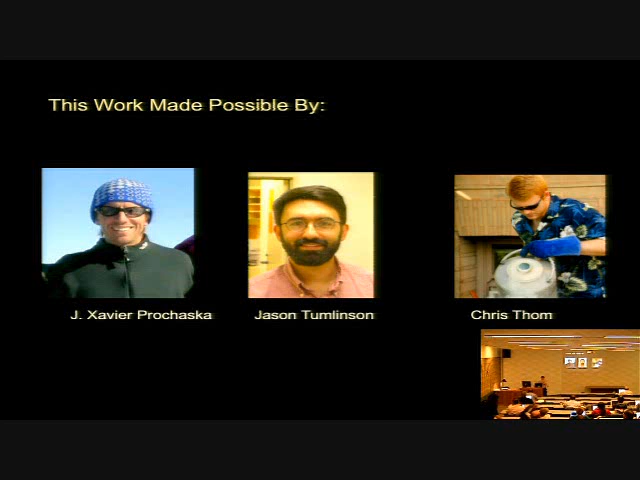 This Work Made Possible By:
J. Xavier Prochaska
Jason Tumlinson
Chris Thom